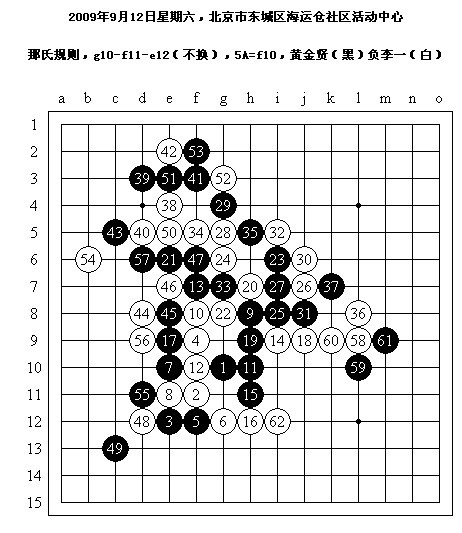 2009年9月12日星期六，北京市东城区海运仓社区活动中心
那氏规则，g10-f11-e12（不换），5A=f10，黄金贤（黑）负李一（白）
a b c d e f g h i j k l m n o
1
2 42 53
3 39 51 41 52
4 38 29
5 43 40 50 34 28 35 32
6 54 57 21 47 24 23 30
7 46 13 33 20 27 26 37
8 44 45 10 22 9 25 31 36
9 56 17 4 19 14 18 60 58 61
10 7 12 1 11 59
11 55 8 2 15
12 48 3 5 6 16 62
13 49
14
15